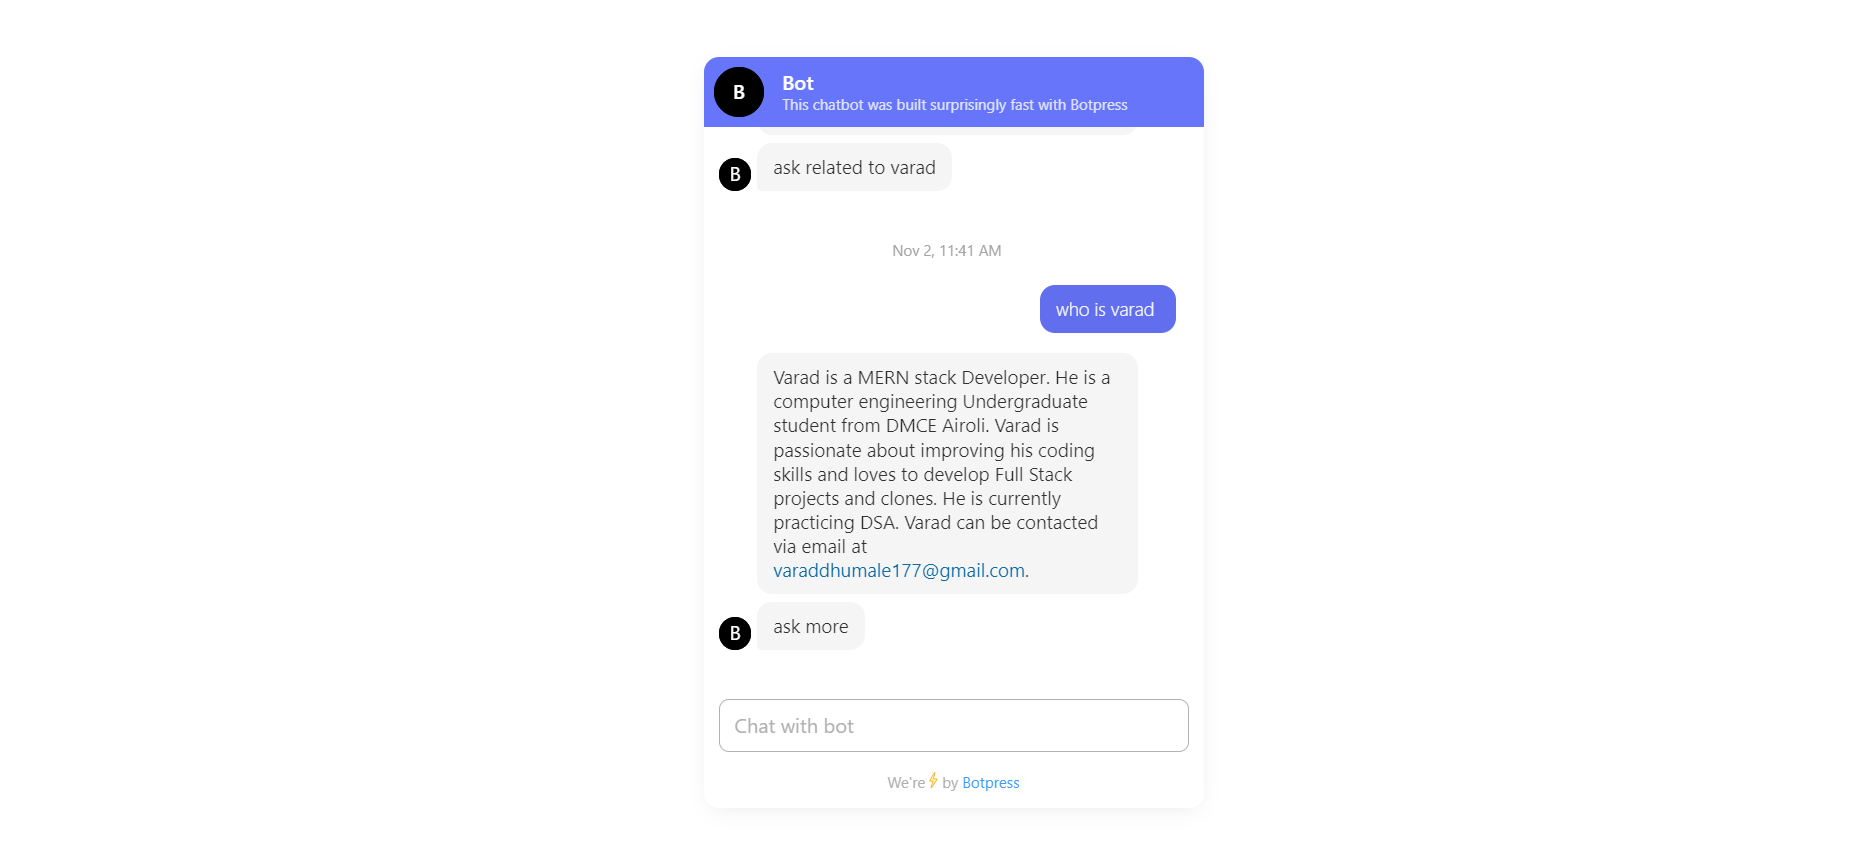 B
Bot
This chatbot was built surprisingly fast with Botpress
B
ask related to varad
Nov 2, 11:41 AM
who is varad
Varad is a MERN stack Developer. He is a
computer engineering Undergraduate
student from DMCE Airoli. Varad is
passionate about improving his coding
skills and loves to develop Full Stack
projects and clones. He is currently
practicing DSA. Varad can be contacted
via email at
varaddhumale177@gmail.com.
B
ask more
Chat with bot
We're⚡by Botpress